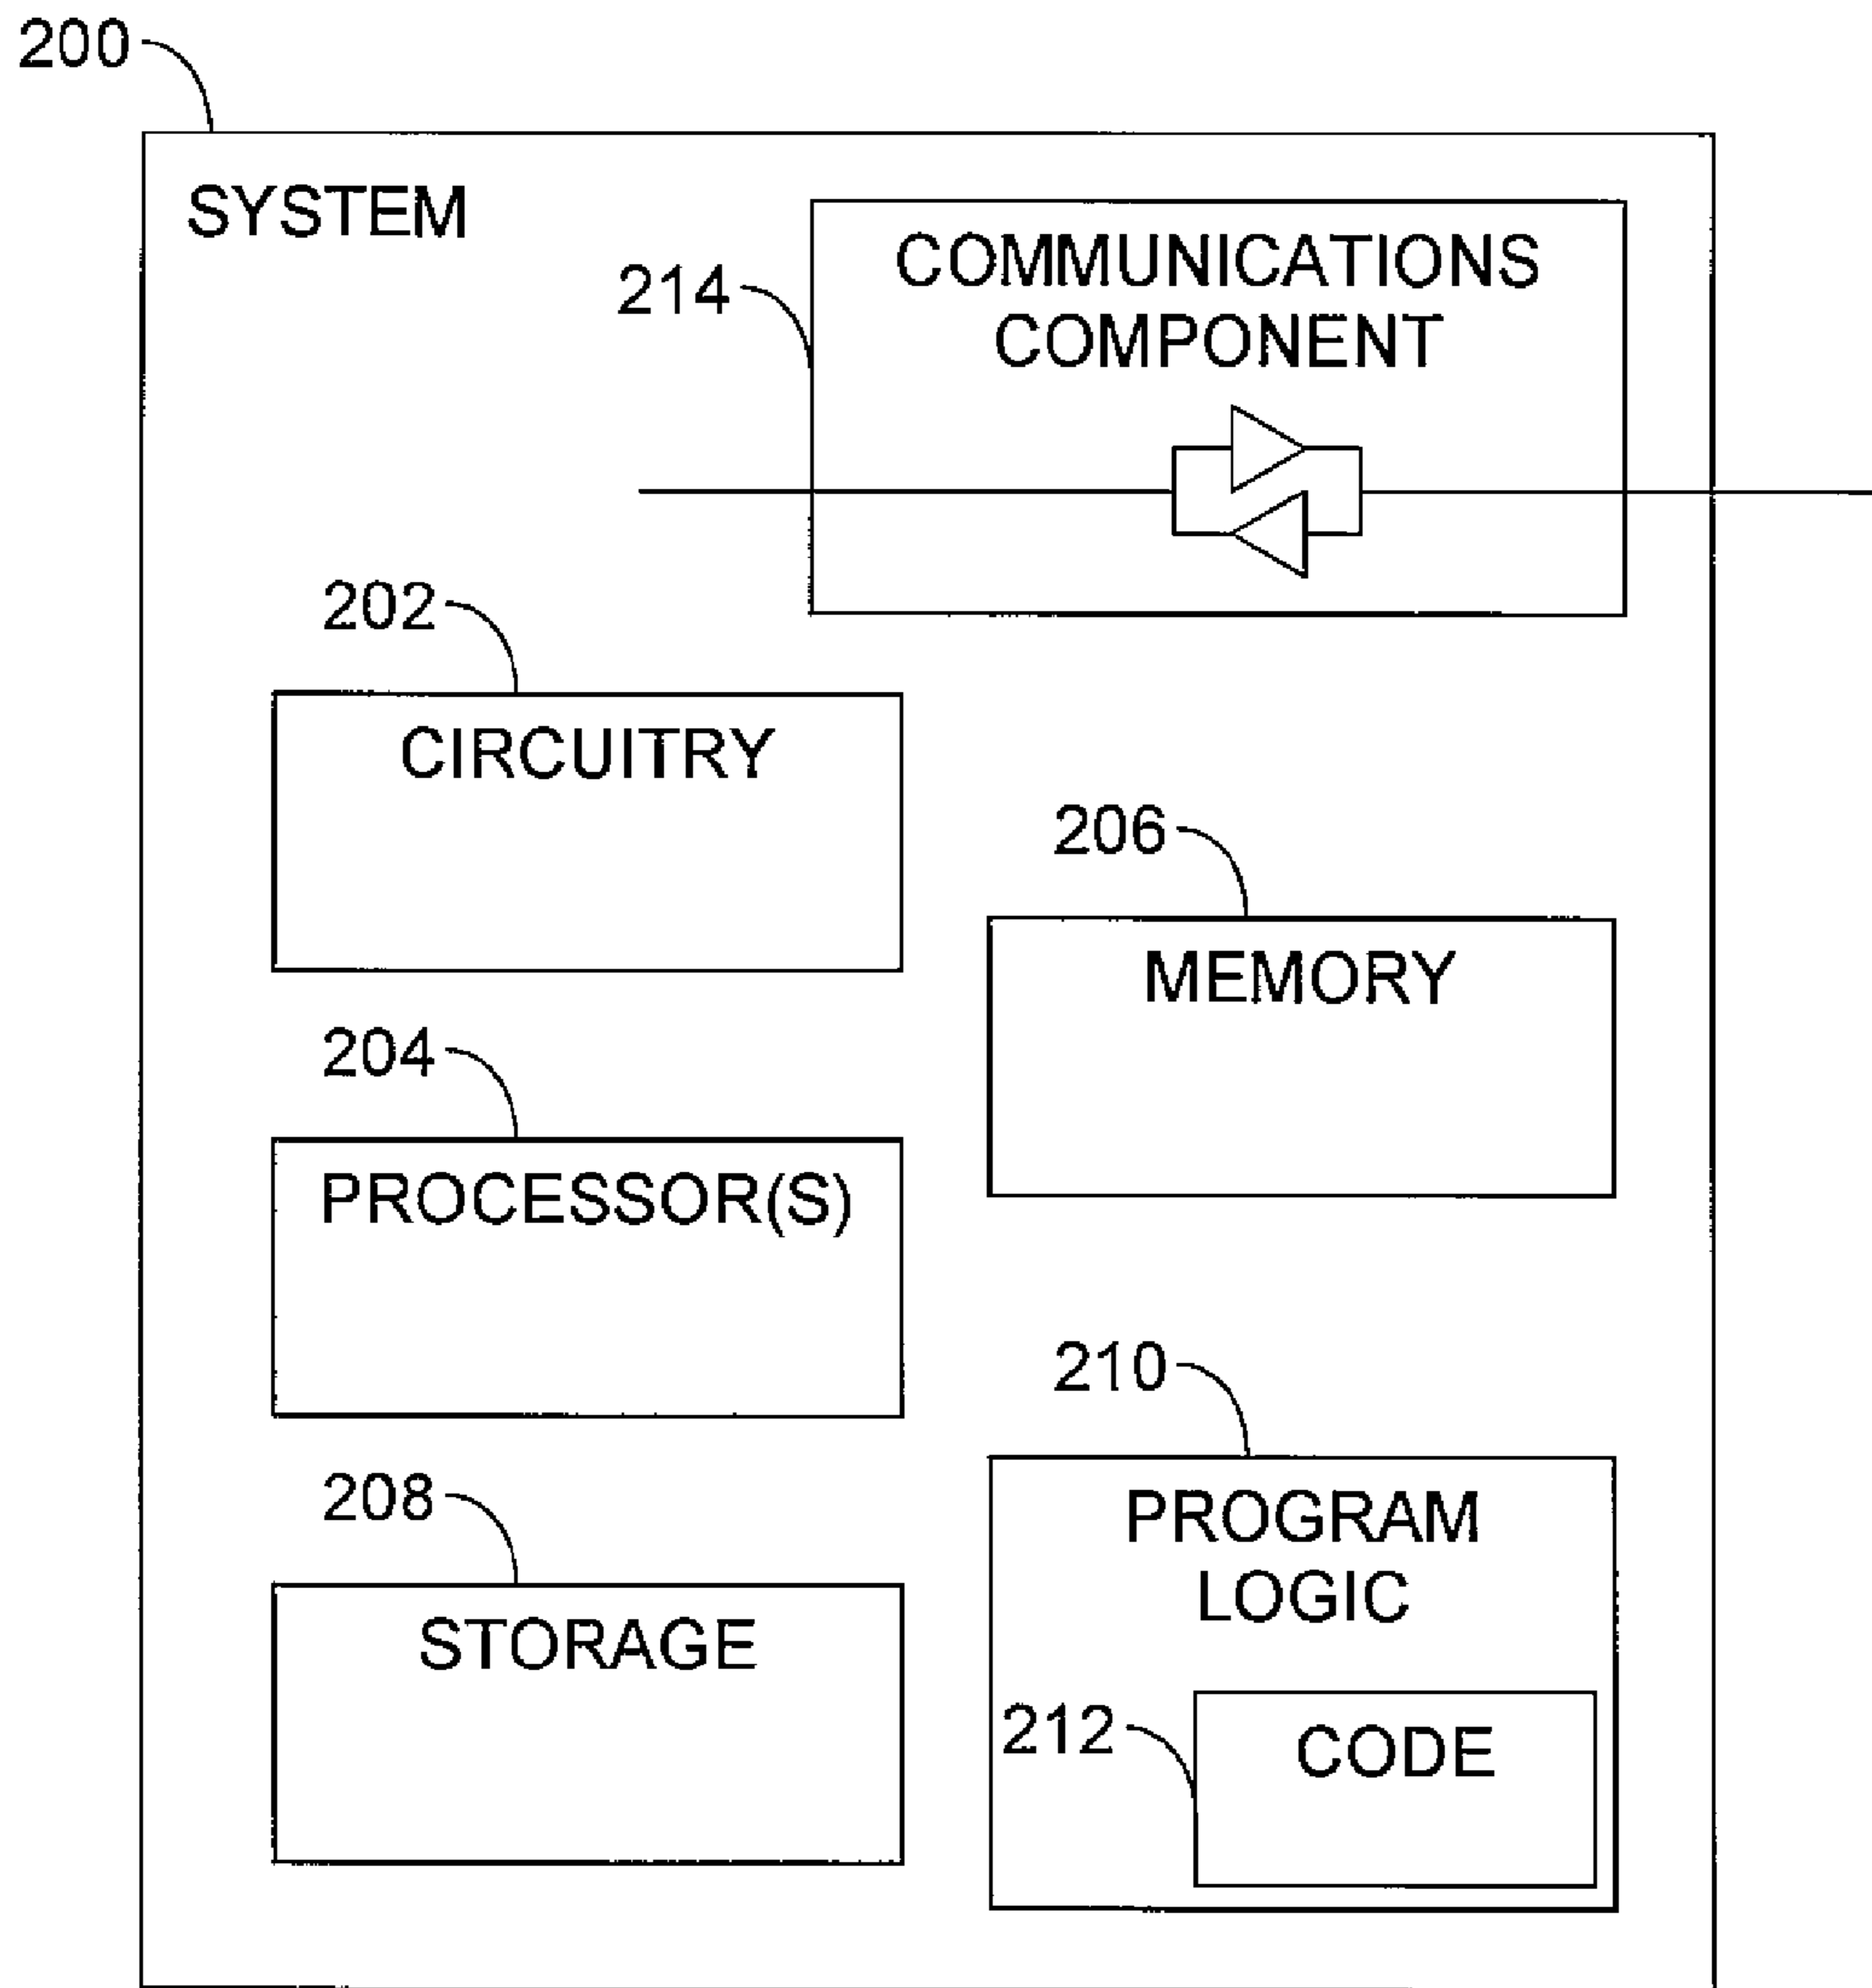 200
SYSTEM
214
COMMUNICATIONS
COMPONENT
202
CIRCUITRY
206
MEMORY
204
PROCESSOR(S)
210
PROGRAM
LOGIC
208
STORAGE
212
CODE